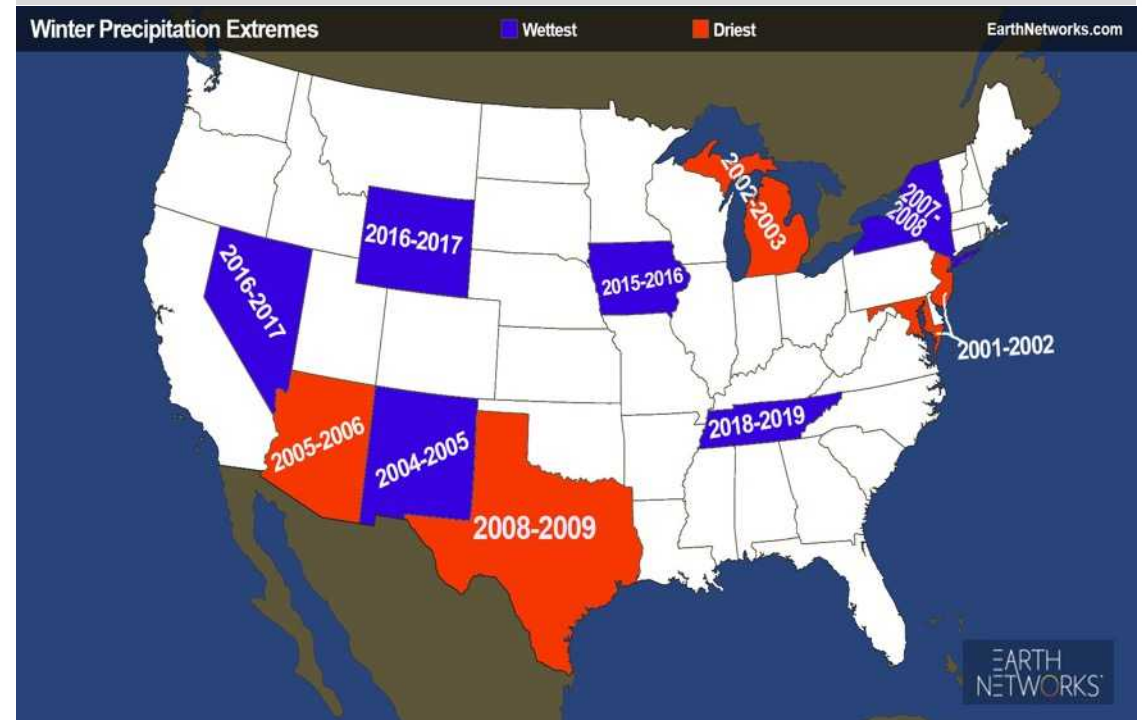 Winter Precipitation Extremes
Wettest
Driest
EarthNetworks.com
2002-2003
2007-
2008
2016-2017
2016-2017
2015-2016
2001-2002
2018-2019
2005-2006
2004-2005
2008-2009
EARTH
NETWORKS